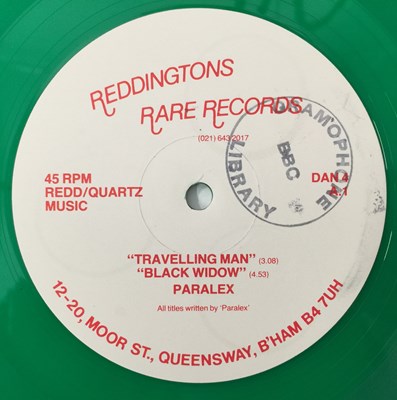 REDDINGTONS
RARE RECORDS
(021) 643 2017
45 RPM
REDD/QUARTZ
MUSIC
DAN 4
A 1
GRAMOPHONE
BBC
LIBRARY
"TRAVELLING MAN" (3.08)
"BLACK WIDOW" (4.53)
PARALEX
All titles written by 'Paralex'
12-20, MOOR ST., QUEENSWAY, B'HAM B4 7UH